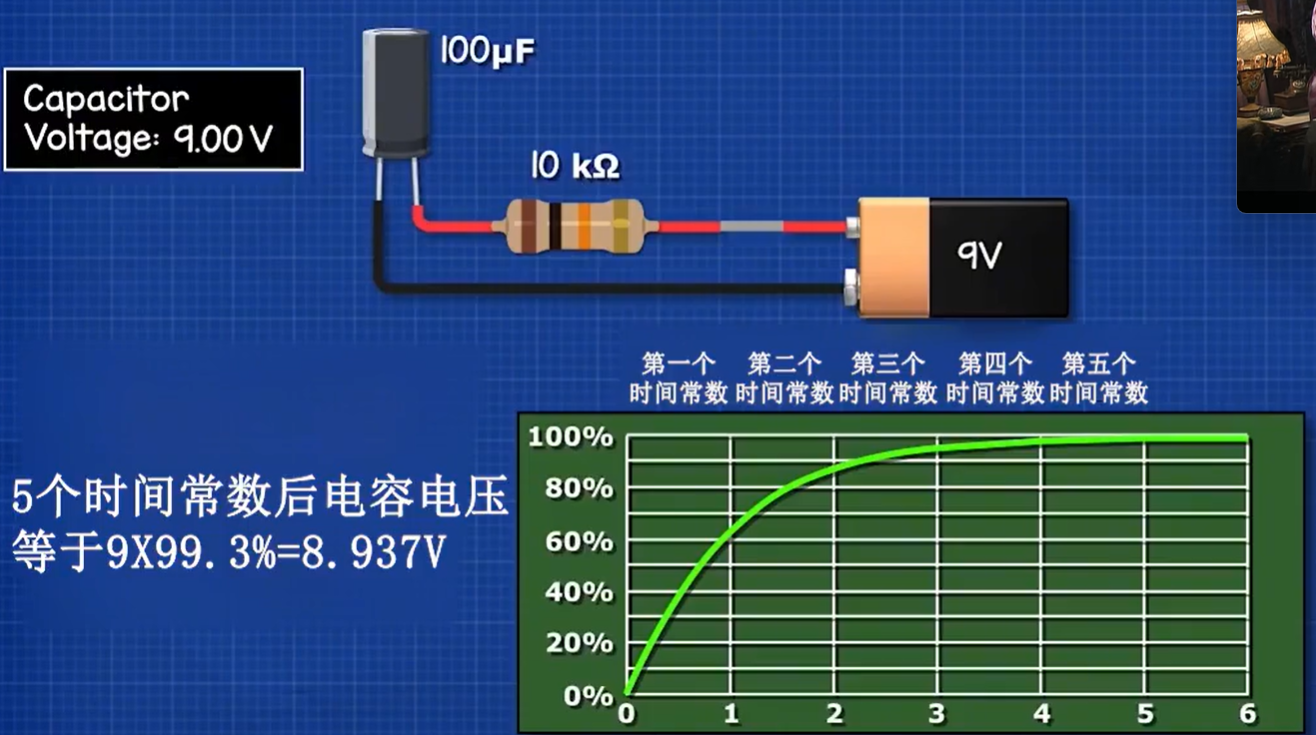 100μF
Capacitor
Voltage: 9.00 V
10 kΩ
9V
第一个 第二个 第三个 第四个 第五个
时间常数 时间常数 时间常数 时间常数 时间常数
5个时间常数后电容电压
等于9X99.3%=8.937V
100%
80%
60%
40%
20%
0%
0 1 2 3 4 5 6